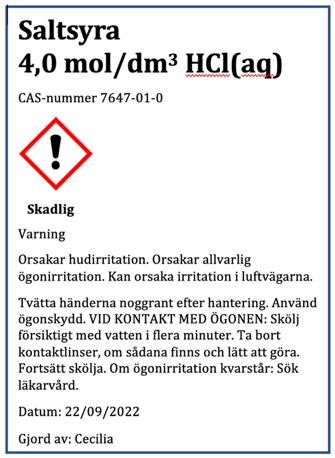 Saltsyra
4,0 mol/dm³ HCl(aq)
CAS-nummer 7647-01-0
Skadlig
Varning
Orsakar hudirritation. Orsakar allvarlig
ögonirritation. Kan orsaka irritation i luftvägarna.
Tvätta händerna noggrant efter hantering. Använd
ögonskydd. VID KONTAKT MED ÖGONEN: Skölj
försiktigt med vatten i flera minuter. Ta bort
kontaktlinser, om sådana finns och lätt att göra.
Fortsätt skölja. Om ögonirritation kvarstår: Sök
läkarvård.
Datum: 22/09/2022
Gjord av: Cecilia